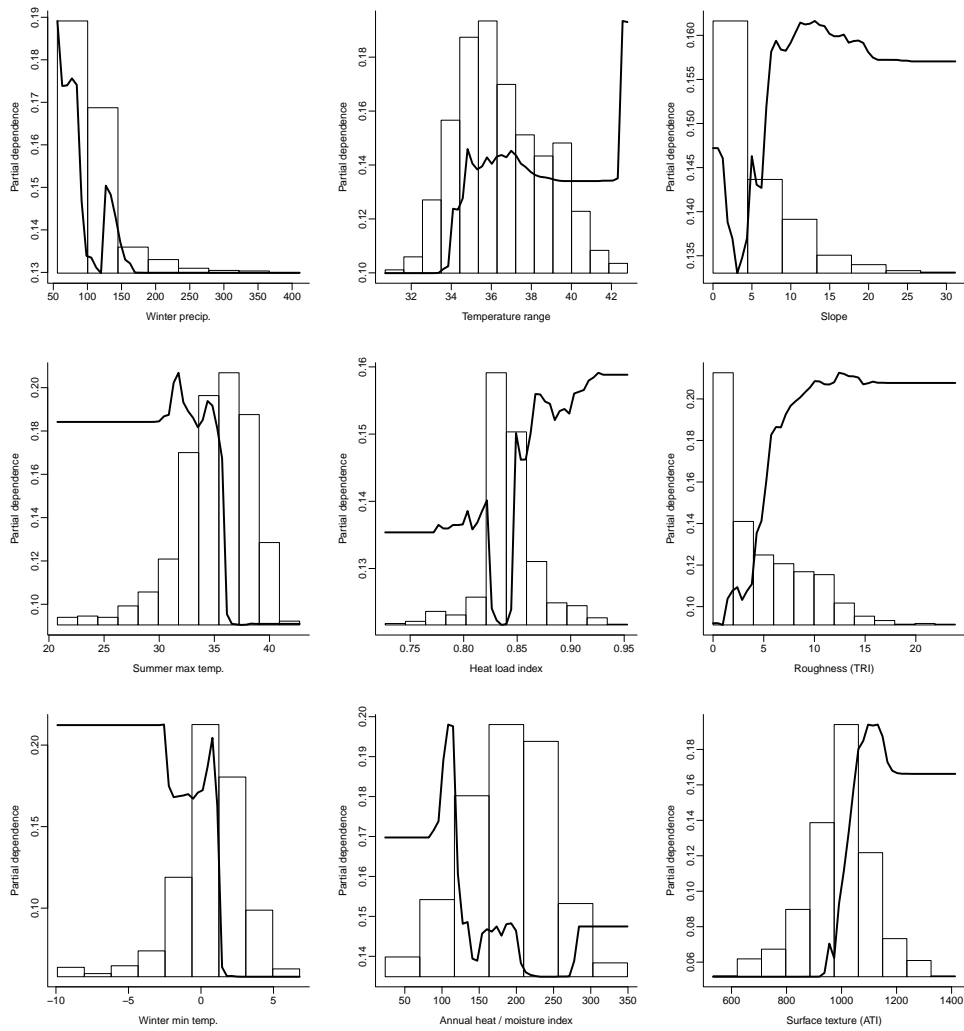 Partial dependence
0.13 0.14 0.15 0.16 0.17 0.18 0.19
50 100 150 200 250 300 350 400
Winter precip.
Partial dependence
0.10 0.12 0.14 0.16 0.18
32 34 36 38 40 42
Temperature range
Partial dependence
0.135 0.140 0.145 0.150 0.155 0.160
0 5 10 15 20 25 30
Slope
Partial dependence
0.10 0.12 0.14 0.16 0.18 0.20
20 25 30 35 40
Summer max temp.
Partial dependence
0.13 0.14 0.15 0.16
0.75 0.80 0.85 0.90 0.95
Heat load index
Partial dependence
0.10 0.12 0.14 0.16 0.18 0.20
0 5 10 15 20
Roughness (TRI)
Partial dependence
0.10 0.15 0.20
−10 −5 0 5
Winter min temp.
Partial dependence
0.14 0.15 0.16 0.17 0.18 0.19 0.20
50 100 150 200 250 300 350
Annual heat / moisture index
Partial dependence
0.06 0.08 0.10 0.12 0.14 0.16 0.18
600 800 1000 1200 1400
Surface texture (ATI)